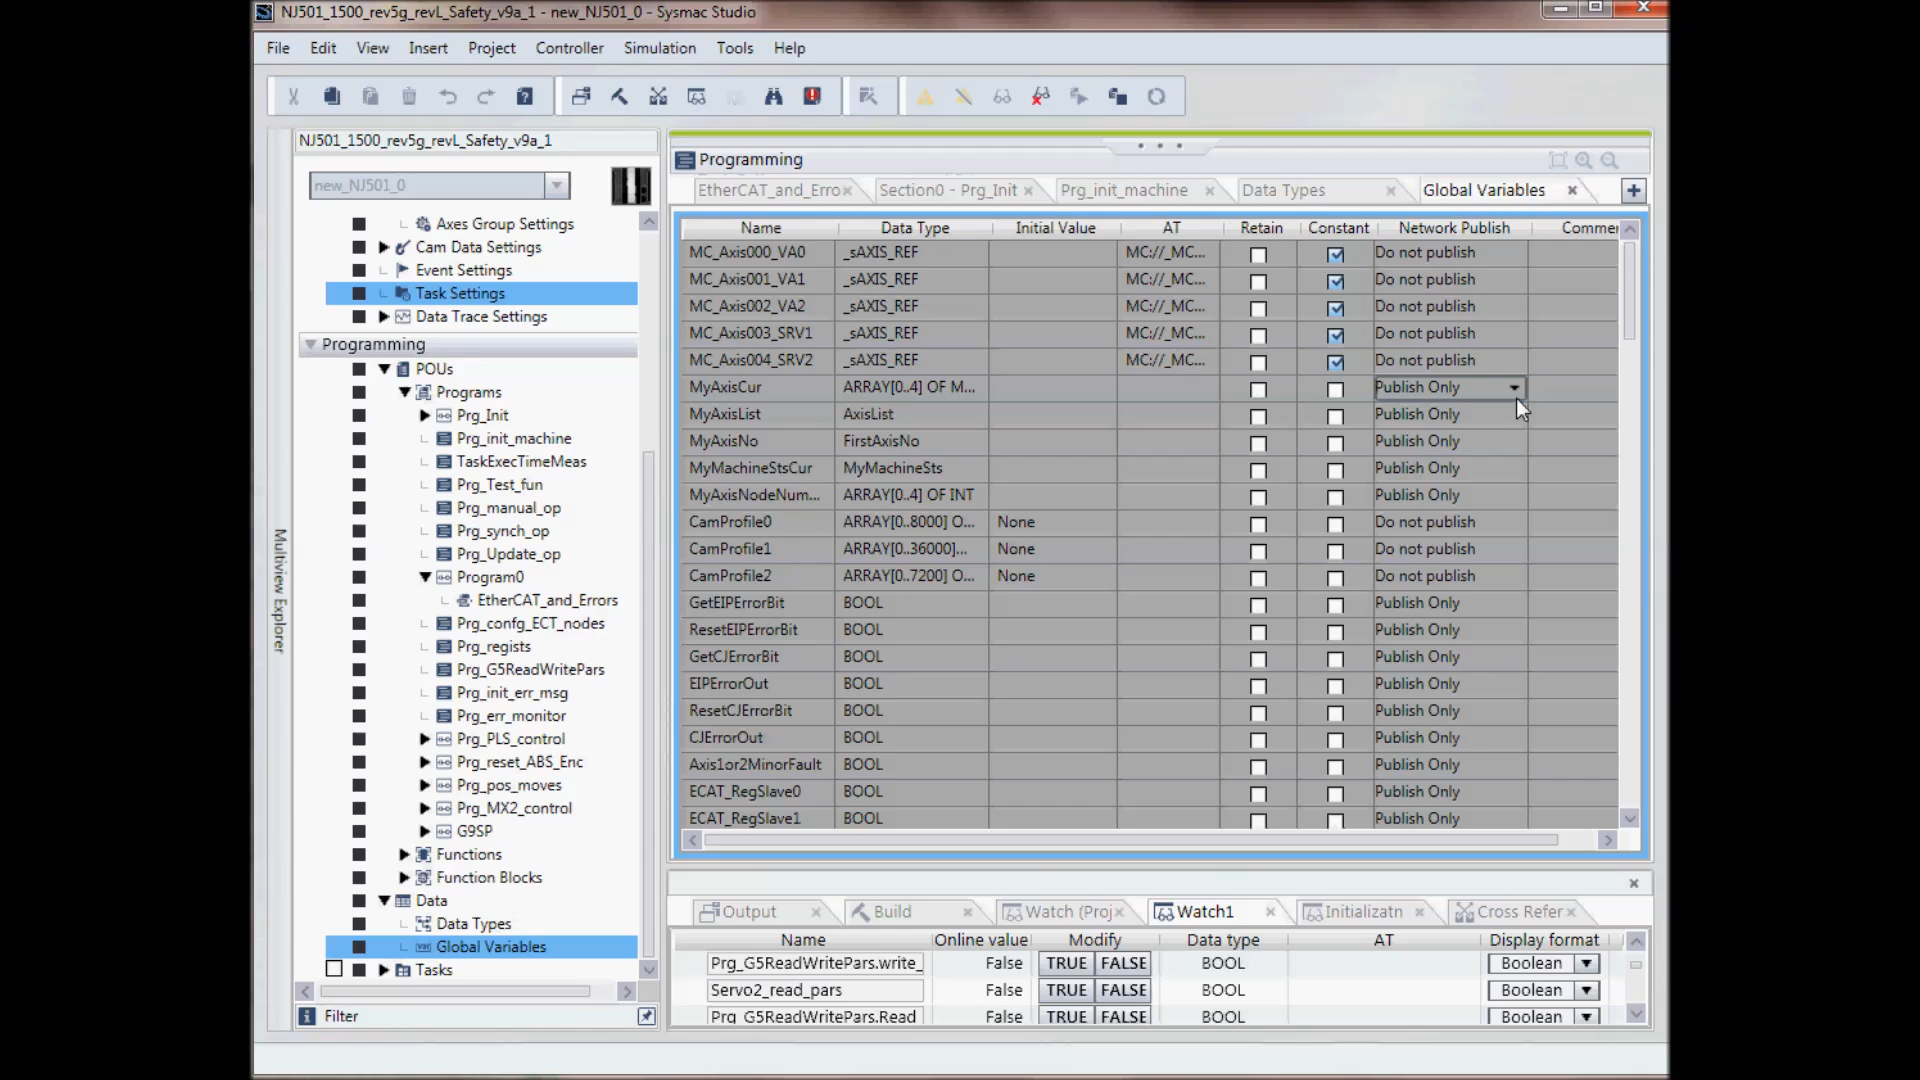 NJ501_1500_rev5g_revL_Safety_v9a_1 - new_NJ501_0 - Sysmac Studio
File Edit View Insert Project Controller Simulation Tools Help
NJ501_1500_rev5g_revL_Safety_v9a_1
new_NJ501_0
Axes Group Settings
Cam Data Settings
Event Settings
Task Settings
Data Trace Settings
Programming
POUs
Programs
Prg_Init
Prg_init_machine
TaskExecTimeMeas
Prg_Test_fun
Prg_manual_op
Prg_synch_op
Prg_Update_op
Program0
EtherCAT_and_Errors
Prg_confg_ECT_nodes
Prg_regists
Prg_G5ReadWritePars
Prg_init_err_msg
Prg_err_monitor
Prg_PLS_control
Prg_reset_ABS_Enc
Prg_pos_moves
Prg_MX2_control
G9SP
Functions
Function Blocks
Data
Data Types
Global Variables
Tasks
Filter
Multiview Explorer
Programming
EtherCAT_and_Erro Section0 - Prg_Init Prg_init_machine Data Types Global Variables
Name Data Type Initial Value AT Retain Constant Network Publish Commer
MC_Axis000_VA0 _sAXIS_REF MC://_MC... Do not publish
MC_Axis001_VA1 _sAXIS_REF MC://_MC... Do not publish
MC_Axis002_VA2 _sAXIS_REF MC://_MC... Do not publish
MC_Axis003_SRV1 _sAXIS_REF MC://_MC... Do not publish
MC_Axis004_SRV2 _sAXIS_REF MC://_MC... Do not publish
MyAxisCur ARRAY[0..4] OF M... Publish Only
MyAxisList AxisList Publish Only
MyAxisNo FirstAxisNo Publish Only
MyMachineStsCur MyMachineSts Publish Only
MyAxisNodeNum... ARRAY[0..4] OF INT Publish Only
CamProfile0 ARRAY[0..8000] O... None Do not publish
CamProfile1 ARRAY[0..36000]... None Do not publish
CamProfile2 ARRAY[0..7200] O... None Do not publish
GetEIPErrorBit BOOL Publish Only
ResetEIPErrorBit BOOL Publish Only
GetCJErrorBit BOOL Publish Only
EIPErrorOut BOOL Publish Only
ResetCJErrorBit BOOL Publish Only
CJErrorOut BOOL Publish Only
Axis1or2MinorFault BOOL Publish Only
ECAT_RegSlave0 BOOL Publish Only
ECAT_RegSlave1 BOOL Publish Only
Output Build Watch (Proj Watch1 Initializatn Cross Refer
Name Online value Modify Data type AT Display format
Prg_G5ReadWritePars.write_ False TRUE FALSE BOOL Boolean
Servo2_read_pars False TRUE FALSE BOOL Boolean
Prg_G5ReadWritePars.Read False TRUE FALSE BOOL Boolean